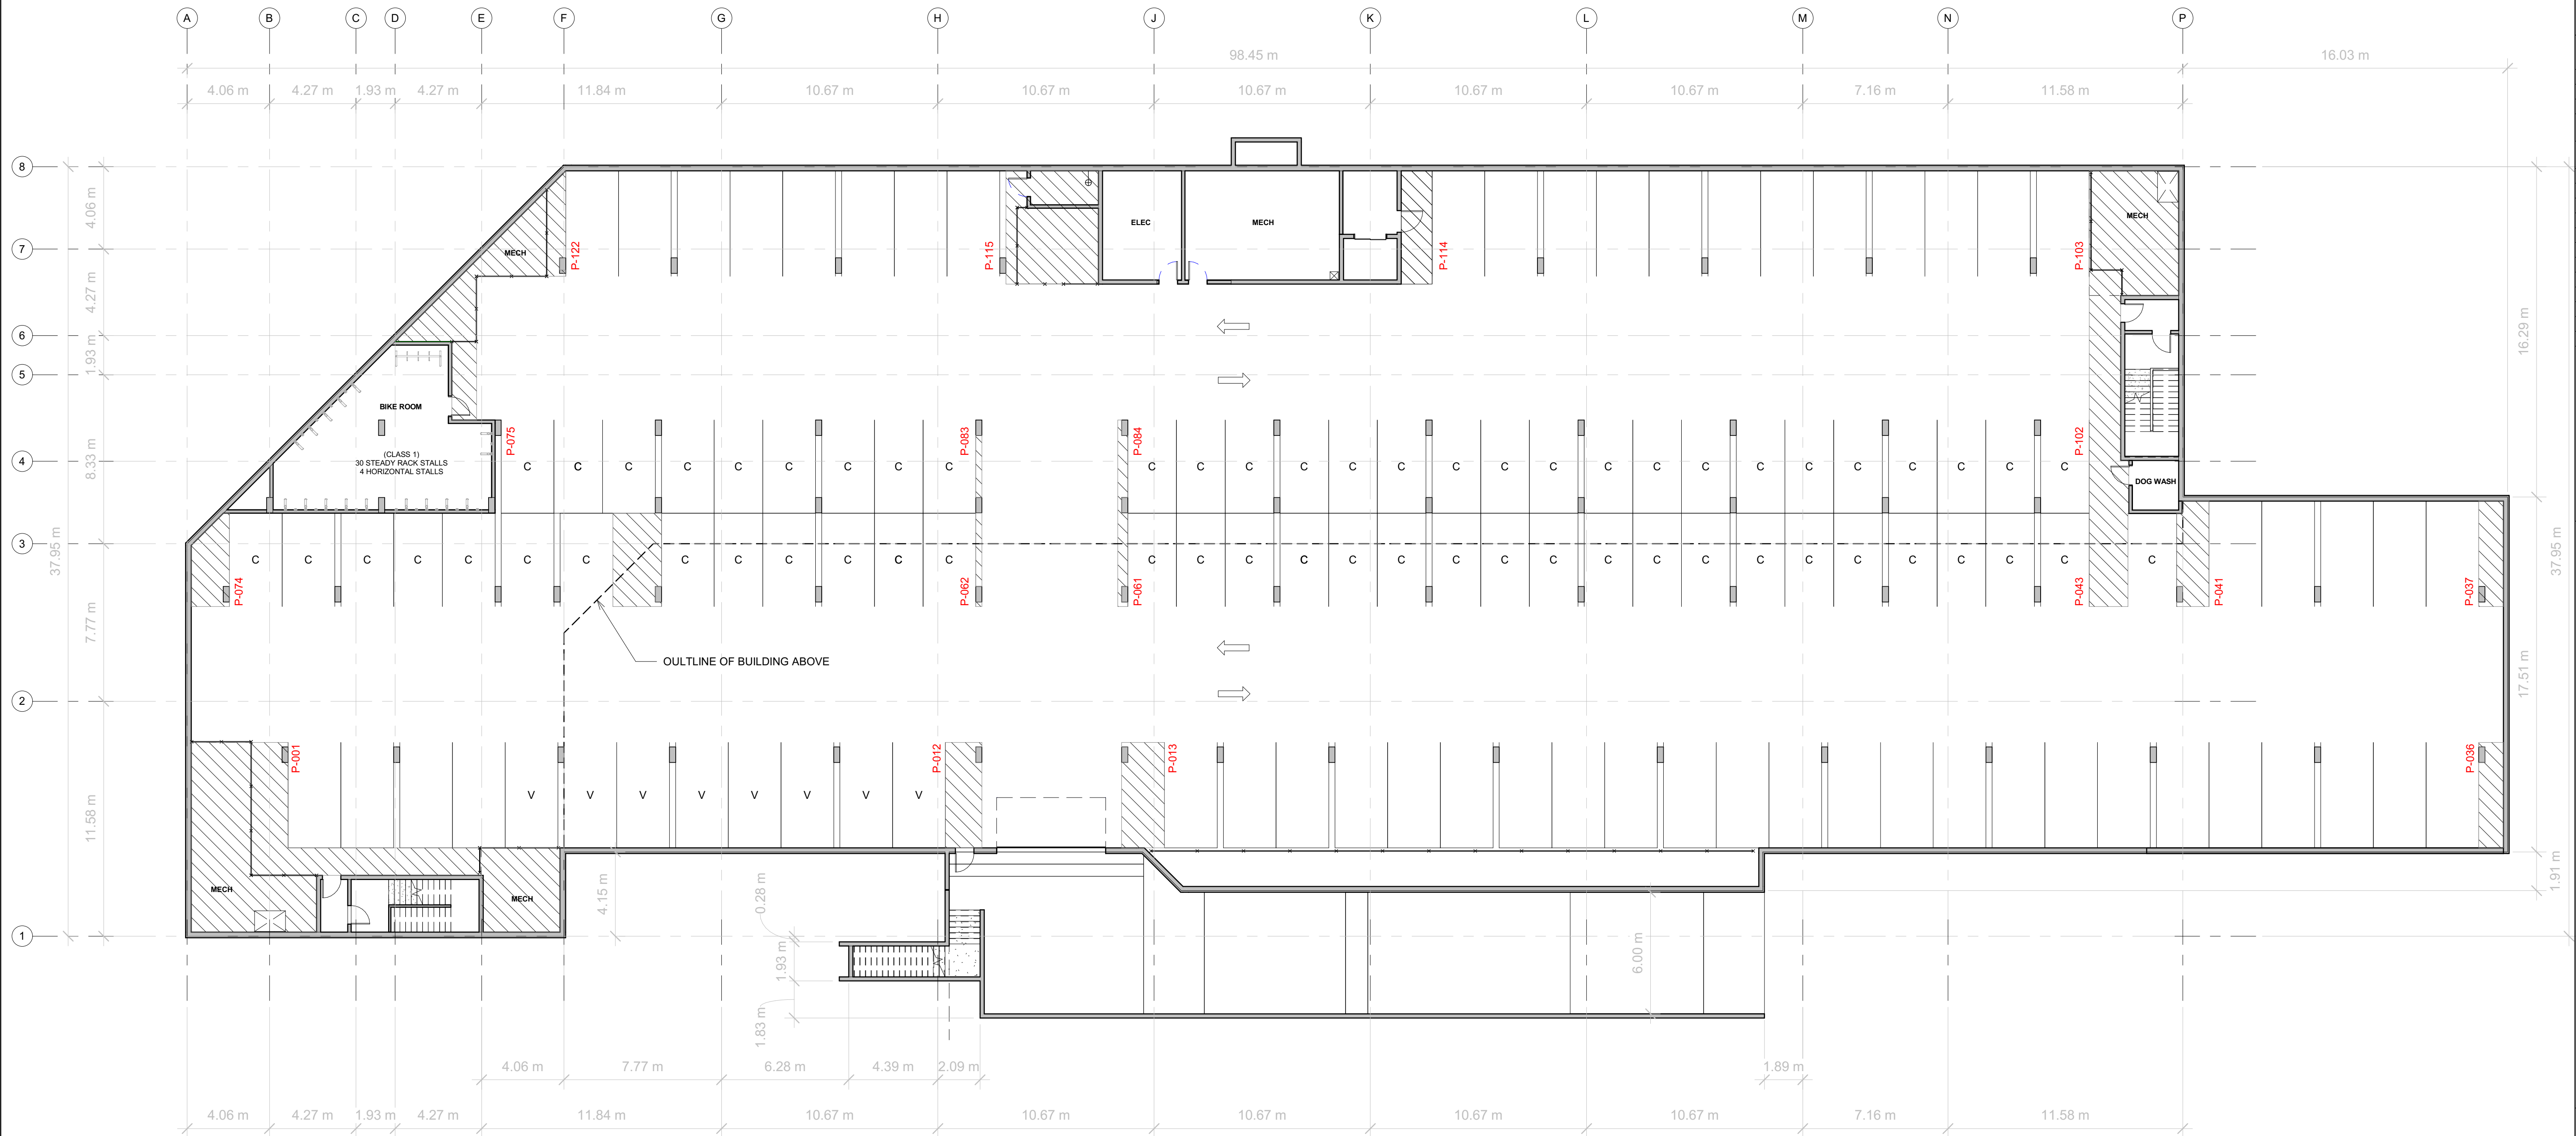 A B C D E F G H J K L M N P
98.45 m 16.03 m
4.06 m 4.27 m 1.93 m 4.27 m 11.84 m 10.67 m 10.67 m 10.67 m 10.67 m 10.67 m 7.16 m 11.58 m
8
4.06 m
ELEC MECH MECH
7
MECH P-122 P-115 P-114 P-103
4.27 m
6
16.29 m
1.93 m
5
BIKE ROOM
P-075 P-083 P-084 P-102
(CLASS 1)
30 STEADY RACK STALLS
4 HORIZONTAL STALLS
4
C C C C C C C C C C C C C C C C C C C C C C C C C C C C
8.33 m
DOG WASH
3
37.95 m
37.95 m
C C C C C C C C C C C C C C C C C C C C C C C C C C C C C C C C C C C
P-074 P-062 P-061 P-043 P-041 P-037
7.77 m
OULTLINE OF BUILDING ABOVE
17.51 m
2
P-001 P-012 P-013 P-036
V V V V V V V V
11.58 m
1.91 m
MECH MECH
4.15 m
0.28 m
1
1.93 m
6.00 m
1.83 m
4.06 m 7.77 m 6.28 m 4.39 m 2.09 m 1.89 m
4.06 m 4.27 m 1.93 m 4.27 m 11.84 m 10.67 m 10.67 m 10.67 m 10.67 m 10.67 m 7.16 m 11.58 m